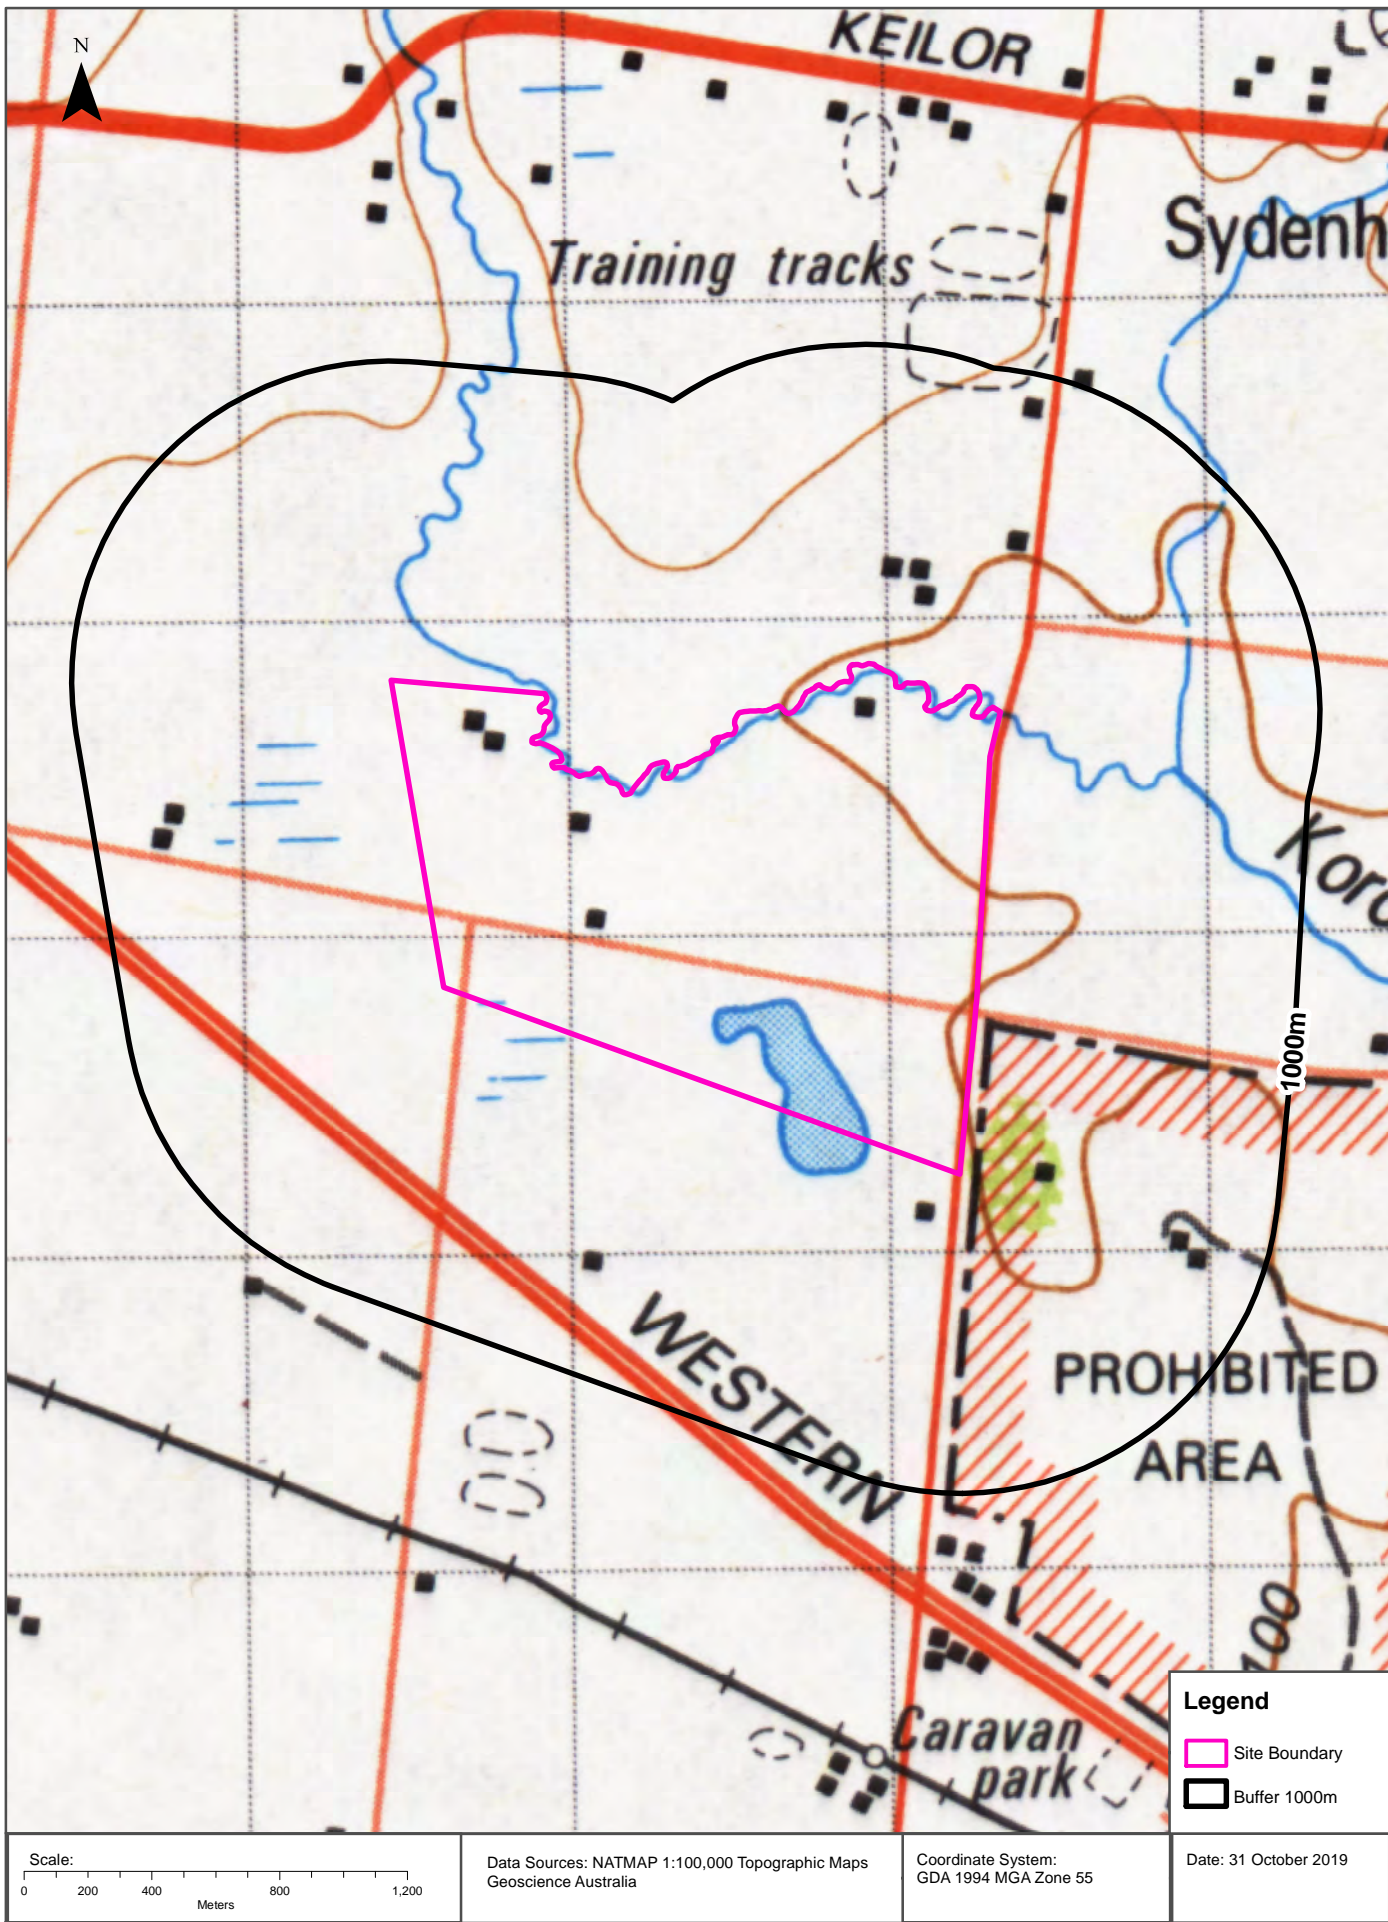 N
KEILOR
Sydenh
Training tracks
Koro
1000m
WESTERN
PROHIBITED
AREA
100
Caravan
park
Legend
Site Boundary
Buffer 1000m
Scale:
0 200 400 800 1,200
Meters
Data Sources: NATMAP 1:100,000 Topographic Maps
Geoscience Australia
Coordinate System:
GDA 1994 MGA Zone 55
Date: 31 October 2019